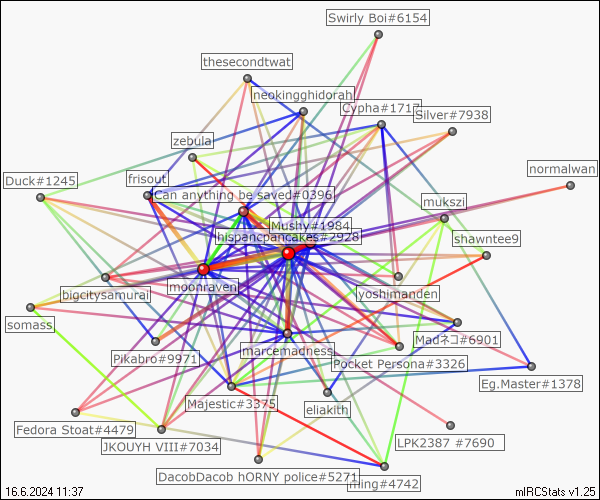 Swirly Boi#6154
thesecondtwat
neokingghidorah
Cypha#1717
Silver#7938
zebula
normalwan
Duck#1245
frisout
Can anything be saved#0396
mukszi
Mushy#1984
hispancpancakes#2928
shawntee9
moonraven
bigcitysamurai
yoshimanden
somass
Madネコ#6901
marcemadness
Pikabro#9971
Pocket Persona#3326
Eg.Master#1378
Majestic#3375
eliakith
Fedora Stoat#4479
JKOUYH VIII#7034
LPK2387 #7690
DacobDacob hORNY police#5271
ming#4742
16.6.2024 11:37
mIRCStats v1.25